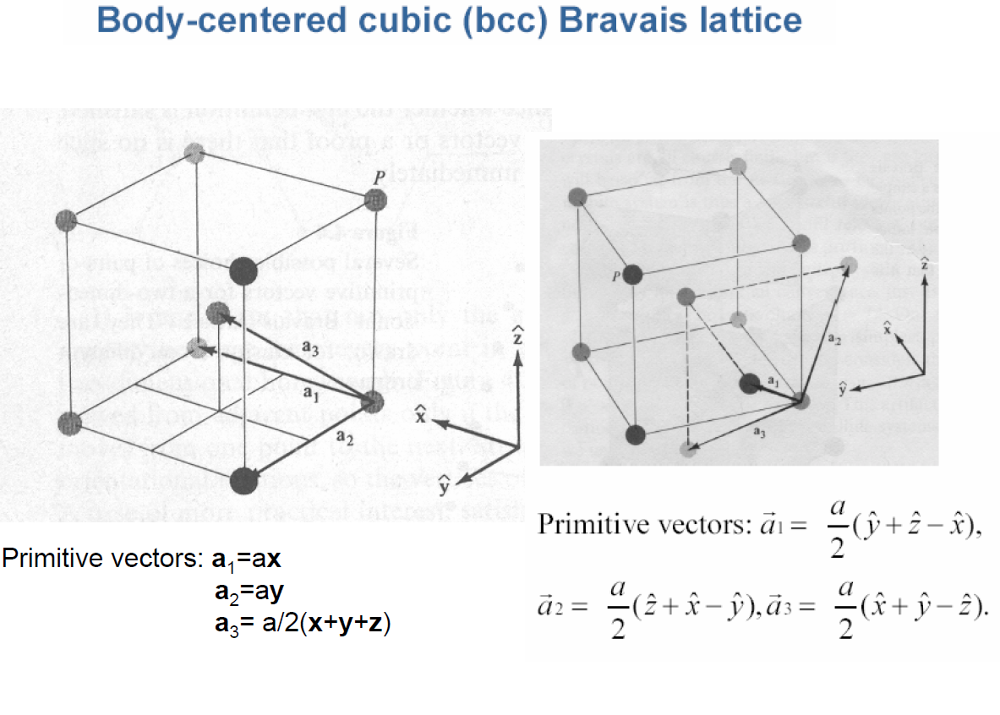 Body-centered cubic (bcc) Bravais lattice
P
a₃
a₁
a₂
ẑ
x̂
ŷ
P
a₂
a₁
a₃
ẑ
x̂
ŷ
Primitive vectors: a₁=ax
a₂=ay
a₃= a/2(x+y+z)
Primitive vectors: a⃗₁ = a/2 (ŷ + ẑ − x̂),
a⃗₂ = a/2 (ẑ + x̂ − ŷ), a⃗₃ = a/2 (x̂ + ŷ − ẑ).